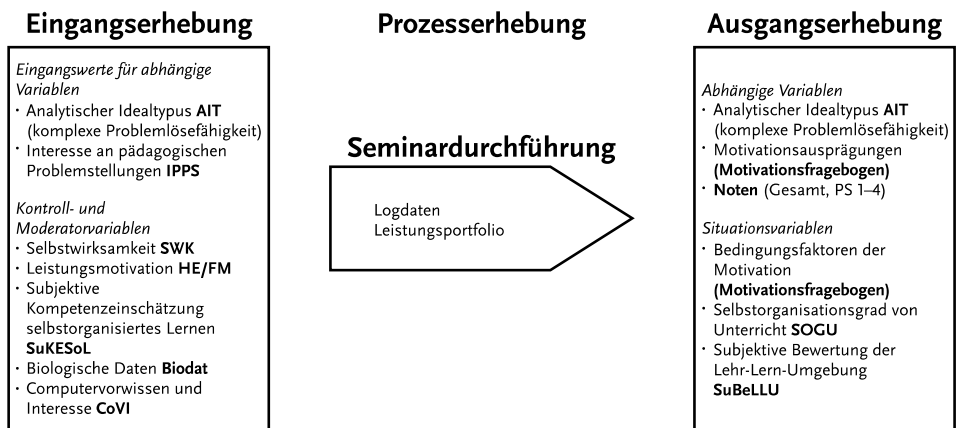 Eingangserhebung
Eingangswerte für abhängige
Variablen
· Analytischer Idealtypus AIT
(komplexe Problemlösefähigkeit)
· Interesse an pädagogischen
Problemstellungen IPPS
Kontroll- und
Moderatorvariablen
· Selbstwirksamkeit SWK
· Leistungsmotivation HE/FM
· Subjektive
Kompetenzeinschätzung
selbstorganisiertes Lernen
SuKESoL
· Biologische Daten Biodat
· Computervorwissen und
Interesse CoVI
Prozesserhebung
Seminardurchführung
Logdaten
Leistungsportfolio
Ausgangserhebung
Abhängige Variablen
· Analytischer Idealtypus AIT
(komplexe Problemlösefähigkeit)
· Motivationsausprägungen
(Motivationsfragebogen)
· Noten (Gesamt, PS 1–4)
Situationsvariablen
· Bedingungsfaktoren der
Motivation
(Motivationsfragebogen)
· Selbstorganisationsgrad von
Unterricht SOGU
· Subjektive Bewertung der
Lehr-Lern-Umgebung
SuBeLLU